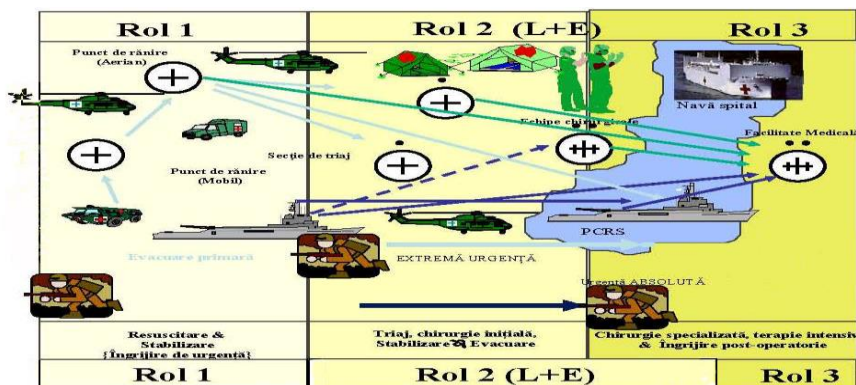 Rol 1
Rol 2 (L+E)
Rol 3
Punct de rănire
(Aerian)
Navă spital
Echipe chirurgicale
Facilitate Medicală
Secție de triaj
Punct de rănire
(Mobil)
PCRS
Evacuare primară
EXTREMĂ URGENŢĂ
Urgență ABSOLUTĂ
Resuscitare &
Stabilizare
{Îngrijire de urgență}
Triaj, chirurgie inițială,
Stabilizare Evacuare
Chirurgie specializată, terapie intensiv
& Îngrijire post-operatorie
Rol 1
Rol 2 (L+E)
Rol 3